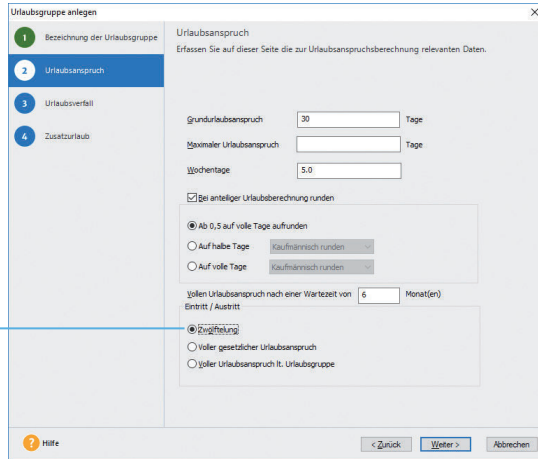 Urlaubsgruppe anlegen
1 Bezeichnung der Urlaubsgruppe
2 Urlaubsanspruch
3 Urlaubsverfall
4 Zusatzurlaub
Urlaubsanspruch
Erfassen Sie auf dieser Seite die zur Urlaubsanspruchsberechnung relevanten Daten.
Grundurlaubsanspruch 30 Tage
Maximaler Urlaubsanspruch Tage
Wochentage 5.0
Bei anteiliger Urlaubsberechnung runden
Ab 0,5 auf volle Tage aufrunden
Auf halbe Tage Kaufmännisch runden
Auf volle Tage Kaufmännisch runden
Vollen Urlaubsanspruch nach einer Wartezeit von 6 Monat(en)
Eintritt / Austritt
Zwölftelung
Voller gesetzlicher Urlaubsanspruch
Voller Urlaubsanspruch lt. Urlaubsgruppe
? Hilfe
< Zurück Weiter > Abbrechen